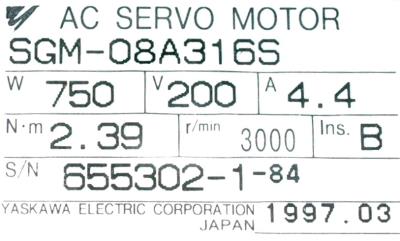 AC SERVO MOTOR
SGM-08A316S
W 750 V 200 A 4.4
N·m 2.39 r/min 3000 Ins. B
S/N 655302-1-84
YASKAWA ELECTRIC CORPORATION 1997.03
JAPAN